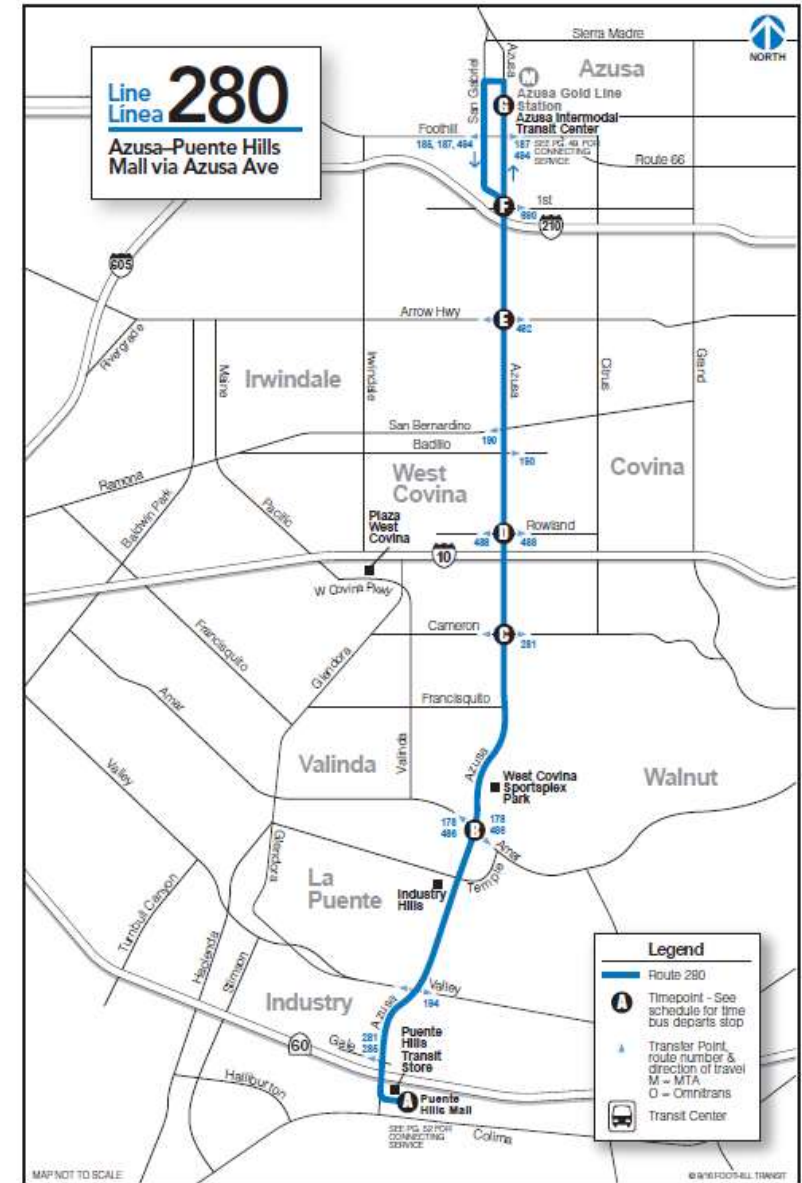 Line
Línea
280
Azusa–Puente Hills
Mall via Azusa Ave
NORTH
Sierra Madre
Azusa
San Gabriel
Azusa
M
G
Azusa Gold Line
Station
Azusa Intermodal
Transit Center
Foothill
187
494
SEE PG. 49 FOR
CONNECTING
SERVICE
Route 66
F
1st
690
210
605
Arrow Hwy
E
492
Rivergrade
Maine
Irwindale
Irwindale
Azusa
Citrus
Grand
San Bernardino
190
Badillo
190
Ramona
Baldwin Park
Pacific
West
Covina
Covina
Plaza
West
Covina
D
Rowland
488
488
10
W Covina Pkwy
Francisquito
Glendora
Cameron
C
281
Amar
Francisquito
Valley
Valinda
Valinda
Azusa
West Covina
Sportsplex
Park
Walnut
178
486
B
178
486
Amar
Temple
Glendora
La
Puente
Industry
Hills
Turnbull Canyon
Hacienda
Stimson
Industry
Azusa
Valley
194
60
Gale
281
285
Puente
Hills
Transit
Store
Halliburton
A
Puente
Hills Mall
SEE PG. 52 FOR
CONNECTING
SERVICE
Colima
Legend
Route 280
A
Timepoint - See
schedule for time
bus departs stop
Transfer Point,
route number &
direction of travel
M = MTA
O = Omnitrans
Transit Center
MAP NOT TO SCALE
© 9/16 FOOTHILL TRANSIT